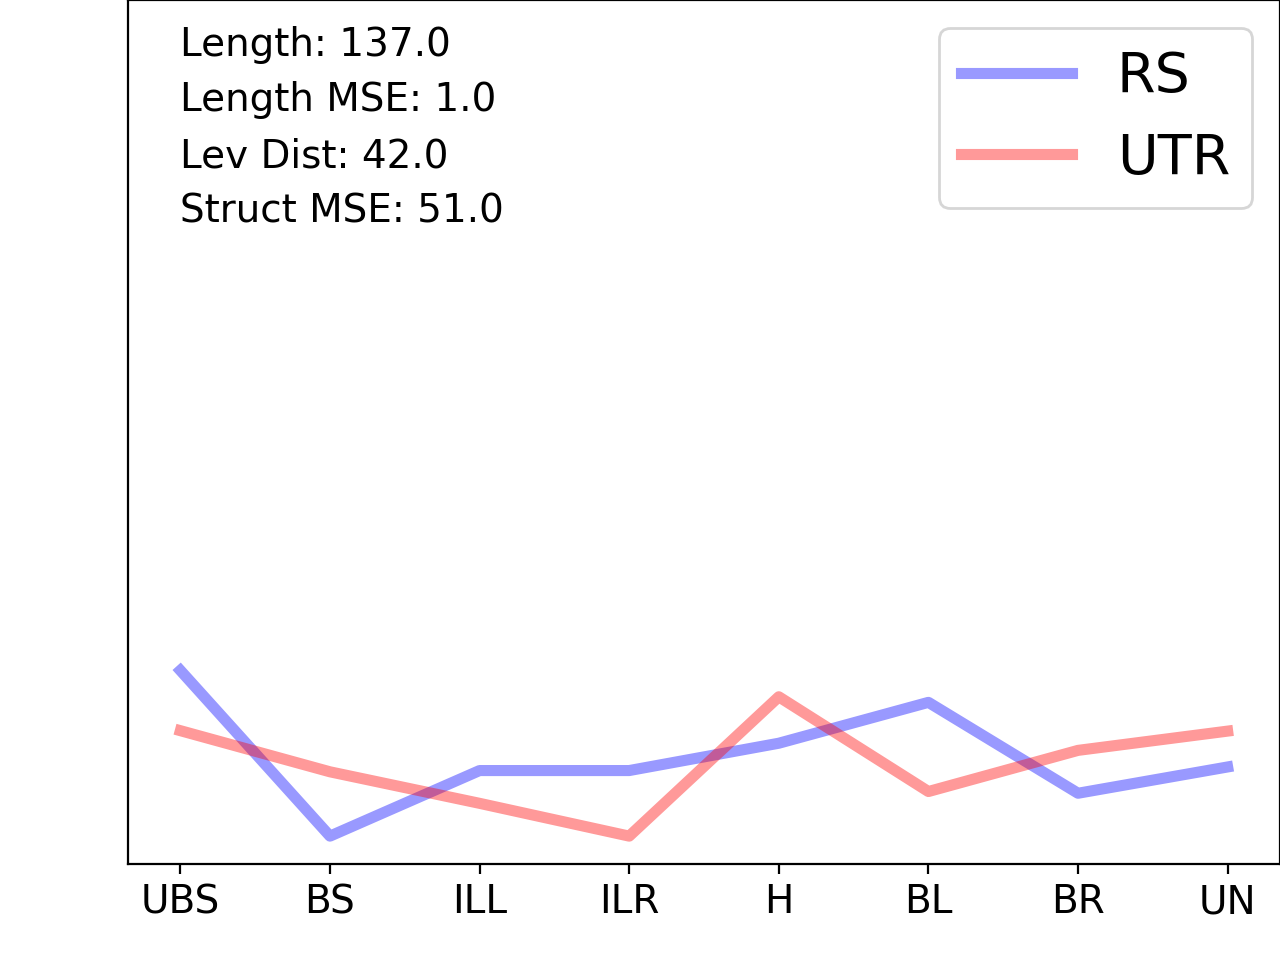 Length: 137.0
Length MSE: 1.0
Lev Dist: 42.0
Struct MSE: 51.0
RS
UTR
UBS BS ILL ILR H BL BR UN